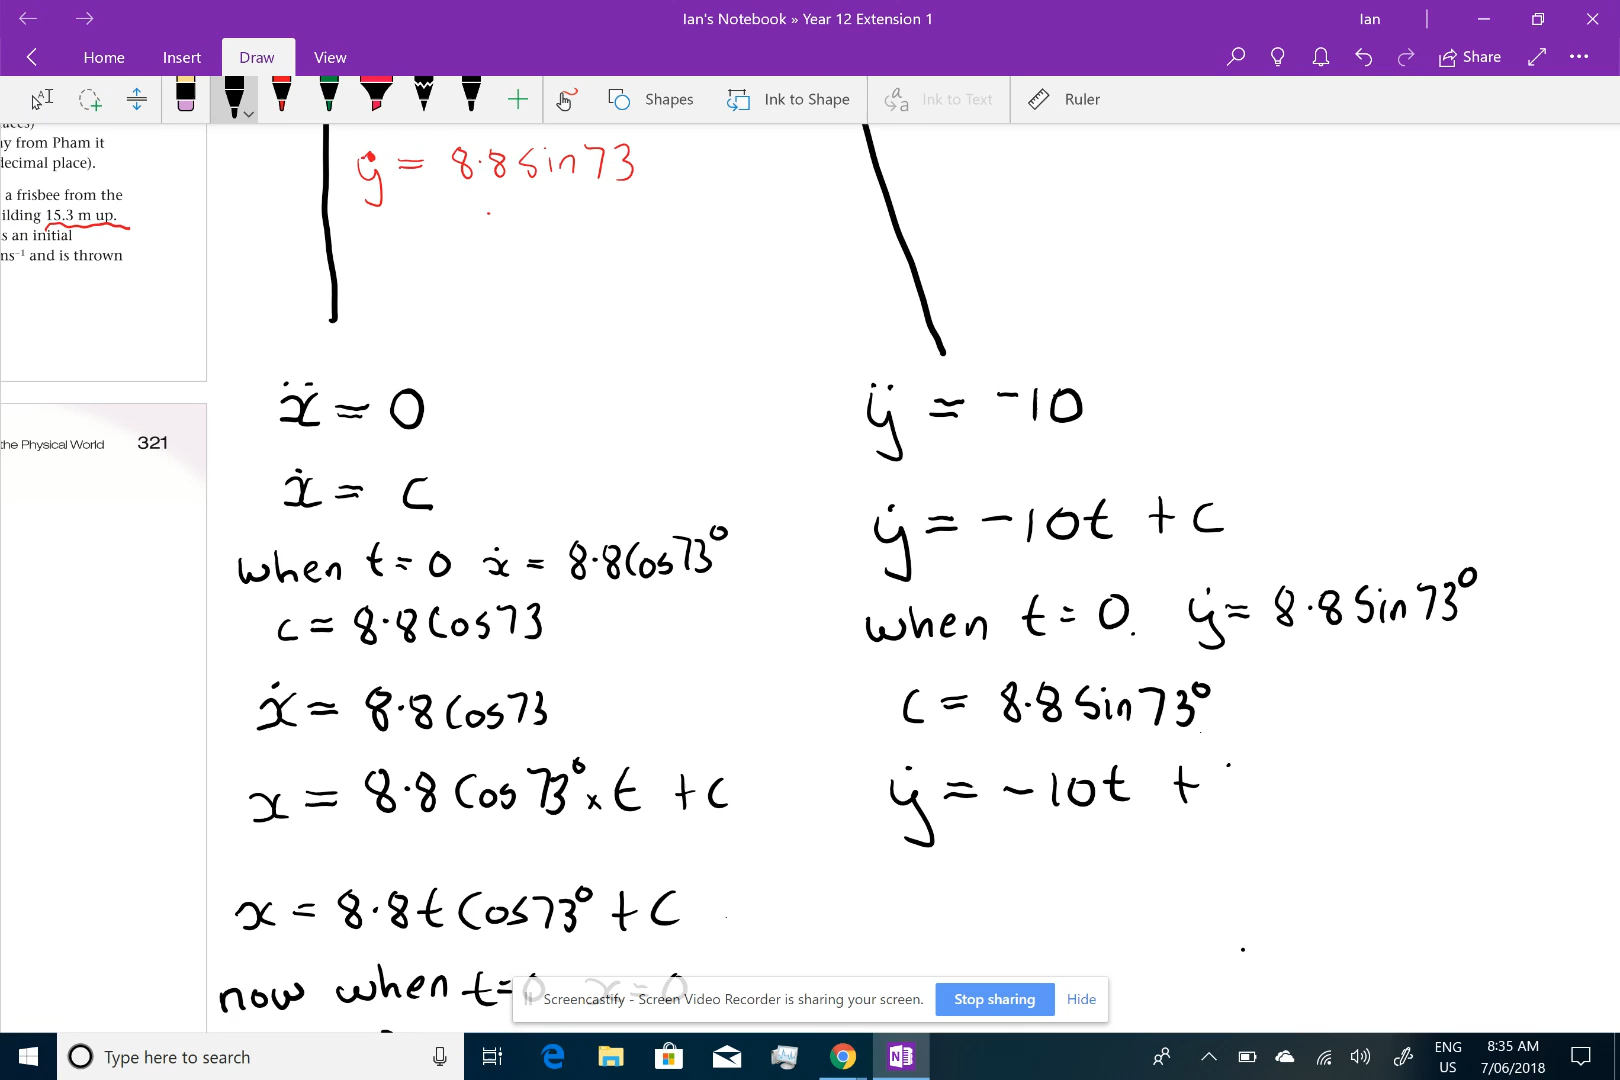 Ian's Notebook » Year 12 Extension 1
Ian
Home Insert Draw View
Share
Shapes Ink to Shape Ink to Text Ruler
y from Pham it
decimal place).
a frisbee from the
ilding 15.3 m up.
s an initial
ms⁻¹ and is thrown
the Physical World 321
ẏ = 8.8 sin 73
ẍ = 0
ẋ = c
when t = 0 ẋ = 8.8 Cos 73°
c = 8.8 Cos 73
ẋ = 8.8 Cos 73
x = 8.8 Cos 73° × t + C
x = 8.8t Cos 73° + C
now when t = 0 x = 0
ÿ = -10
ẏ = -10t + C
when t = 0. ẏ = 8.8 Sin 73°
C = 8.8 Sin 73°
ẏ = -10t +
Screencastify - Screen Video Recorder is sharing your screen. Stop sharing Hide
Type here to search
ENG
US
8:35 AM
7/06/2018